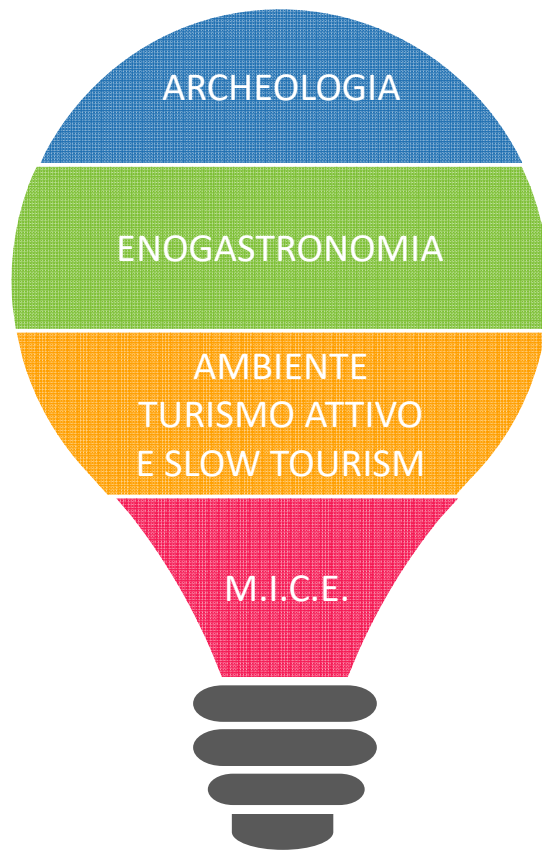 ARCHEOLOGIA
ENOGASTRONOMIA
AMBIENTE
TURISMO ATTIVO
E SLOW TOURISM
M.I.C.E.